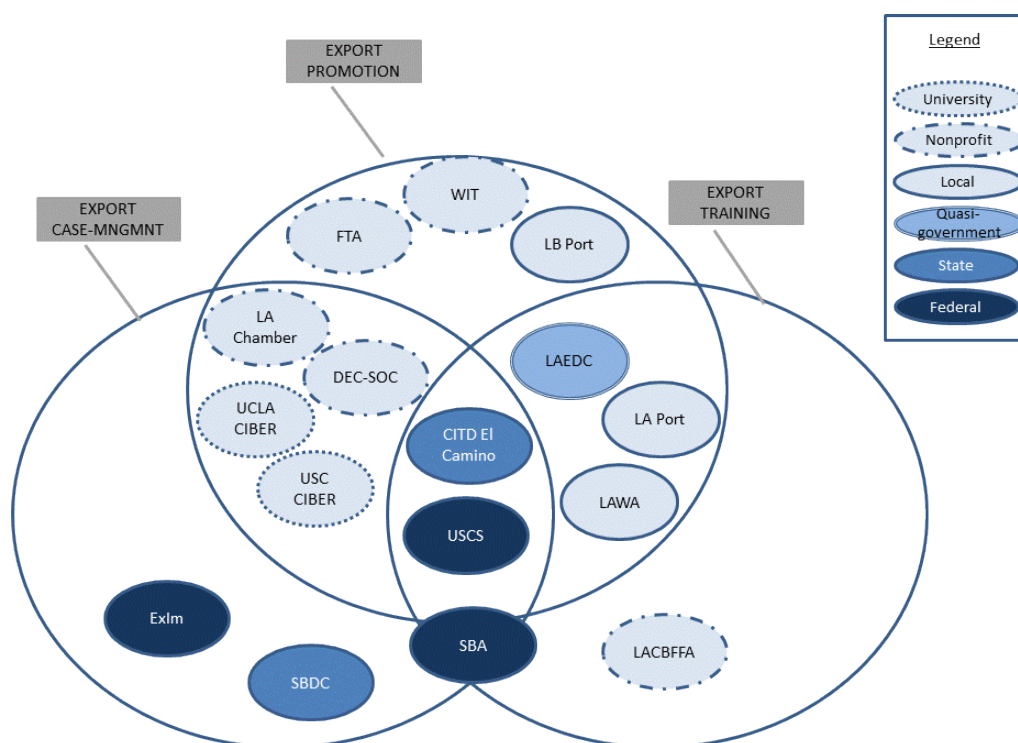 EXPORT
PROMOTION
Legend
University
Nonprofit
Local
Quasi-
government
State
Federal
EXPORT
CASE-MNGMNT
EXPORT
TRAINING
WIT
FTA
LB Port
LA
Chamber
DEC-SOC
LAEDC
UCLA
CIBER
LA Port
CITD El
Camino
USC
CIBER
LAWA
USCS
ExIm
SBA
LACBFFA
SBDC